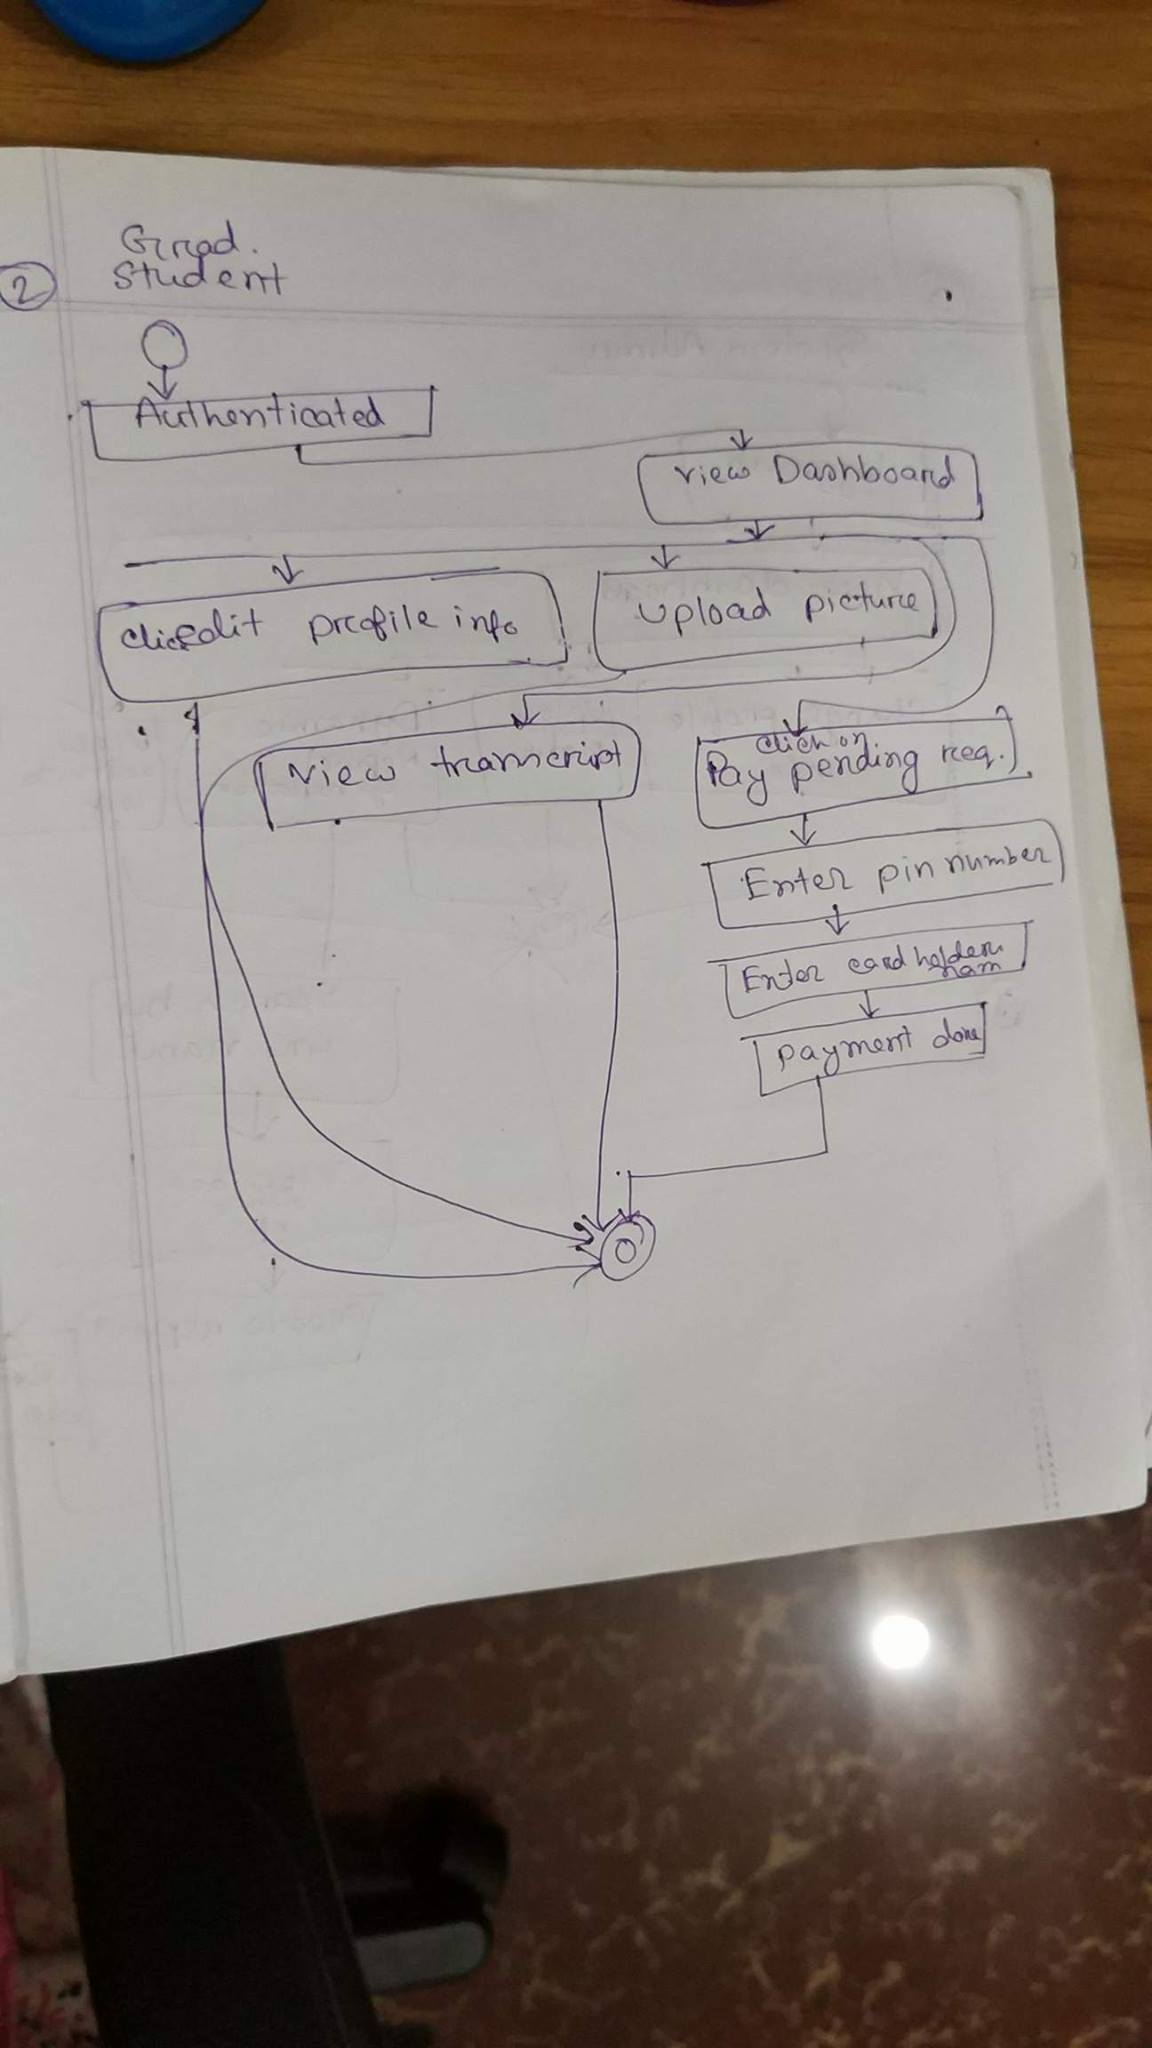 2
Grad.
Student
Authenticated
view Dashboard
edit profile info
upload picture
view transcript
click on
Pay pending req.
Enter pin number
Enter card holder
nam
payment done